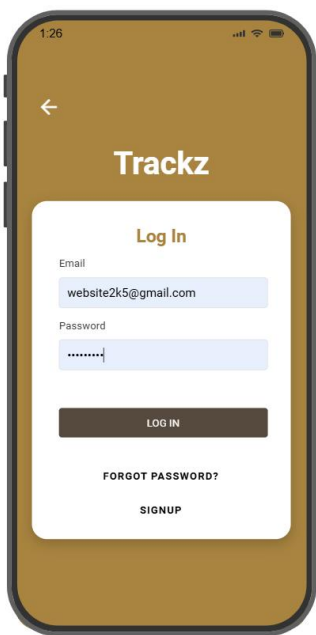 1:26
Trackz
Log In
Email
website2k5@gmail.com
Password
•••••••••
LOG IN
FORGOT PASSWORD?
SIGNUP